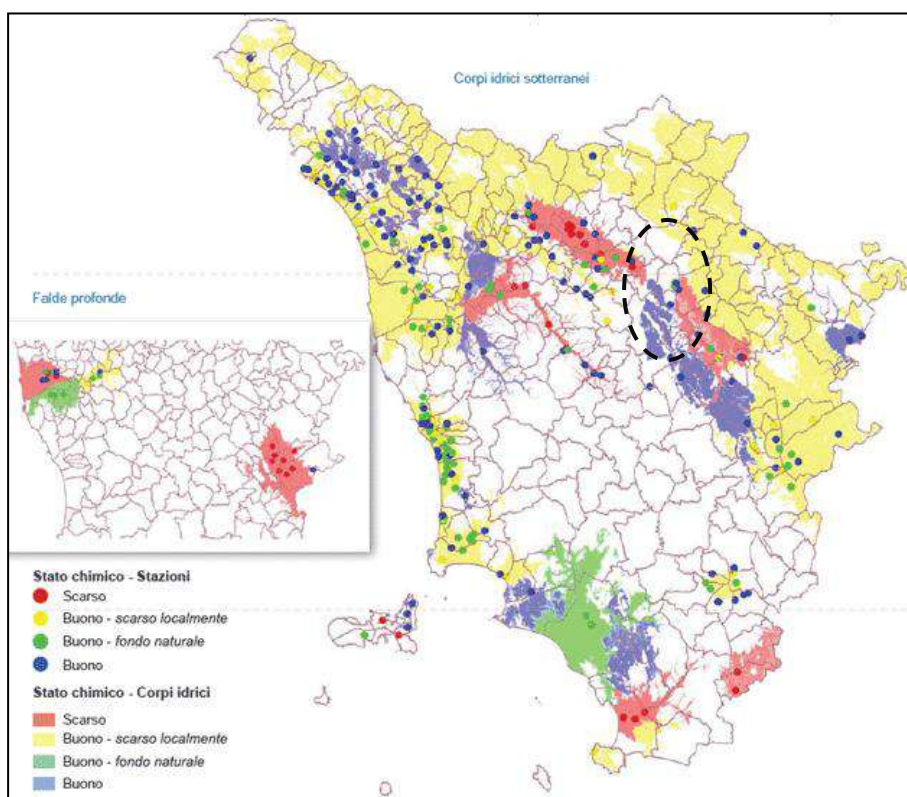 Corpi idrici sotterranei
Falde profonde
Stato chimico - Stazioni
Scarso
Buono - scarso localmente
Buono - fondo naturale
Buono
Stato chimico - Corpi idrici
Scarso
Buono - scarso localmente
Buono - fondo naturale
Buono